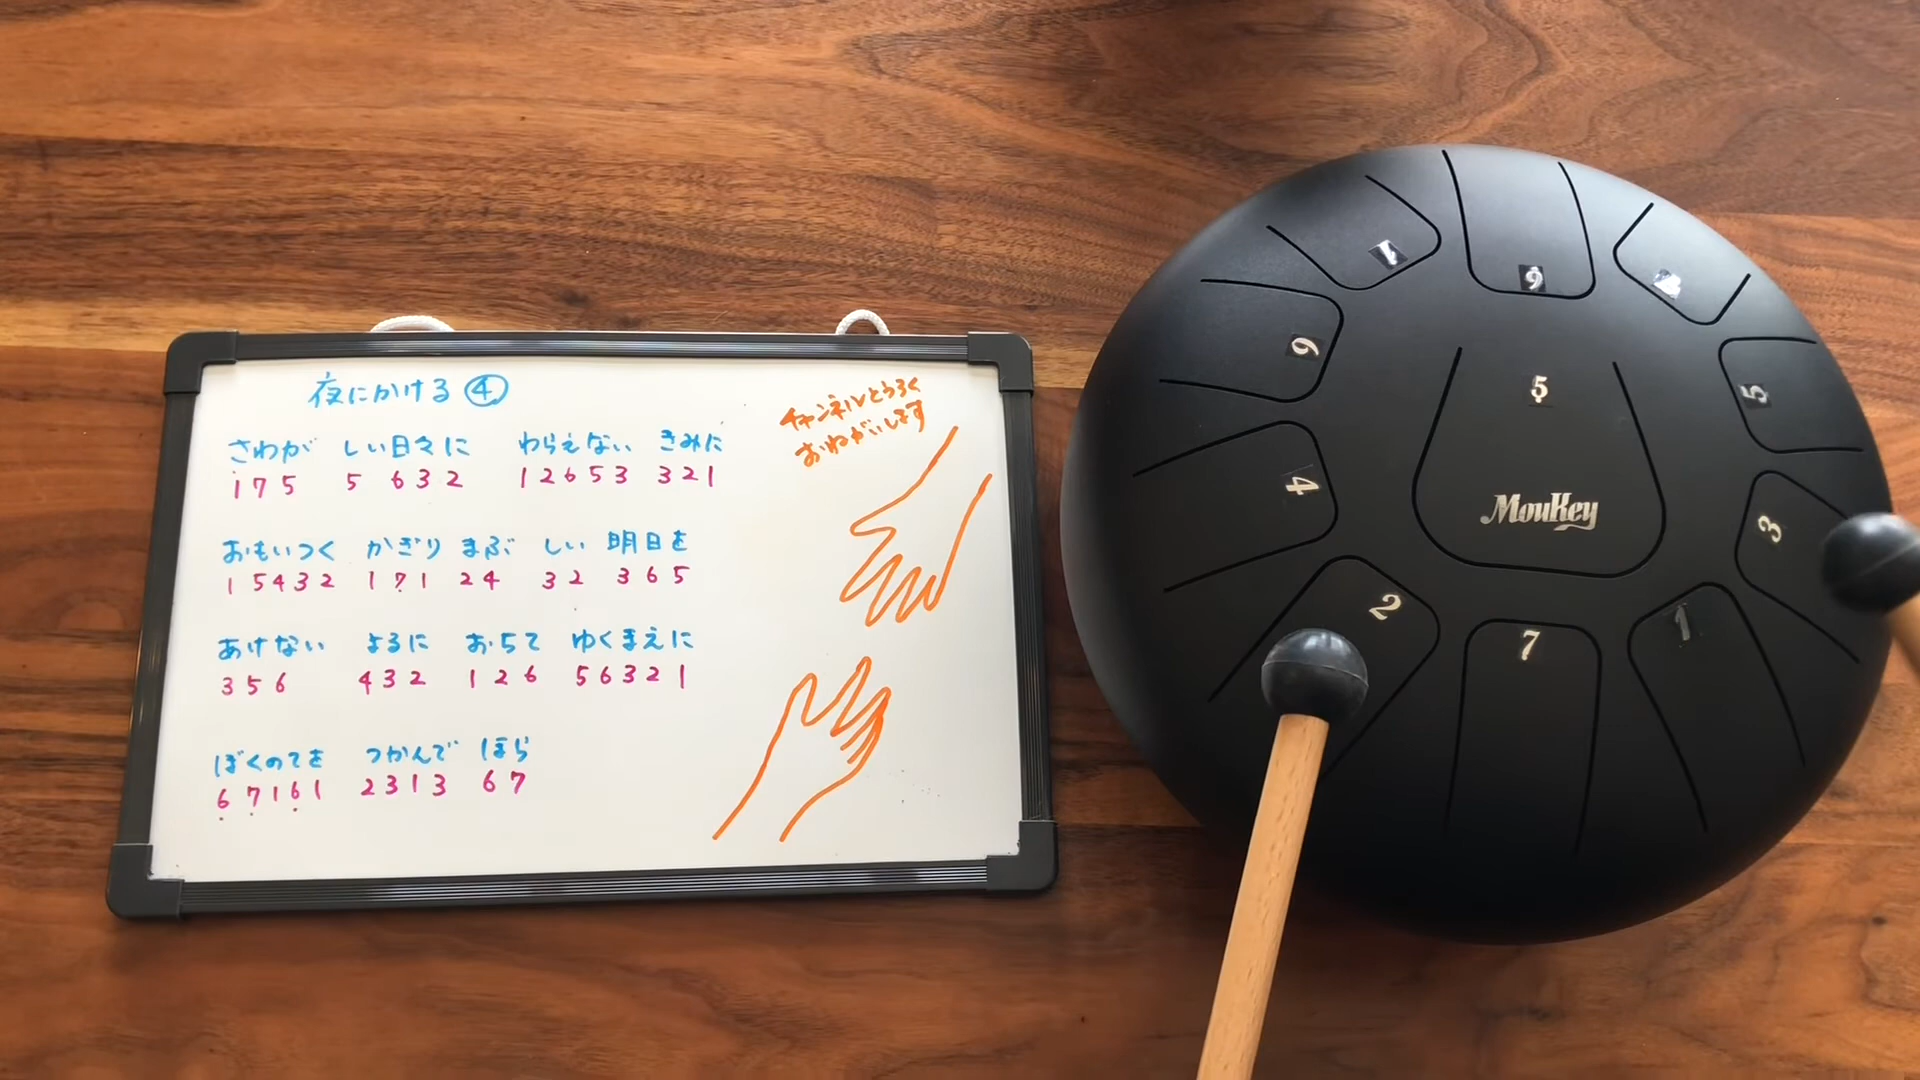 夜にかける ④
さわが しい日々に わらえない きみに
175 5 632 12653 321
おもいつく かぎり まぶ しい 明日を
15432 171 24 32 365
あけない よるに おちて ゆくまえに
356 432 126 56321
ぼくのてを つかんで ほら
67161 2313 67
チャンネルとうろく
おねがいします
1
6
6
5
5
4
3
2
7
1
MouKey